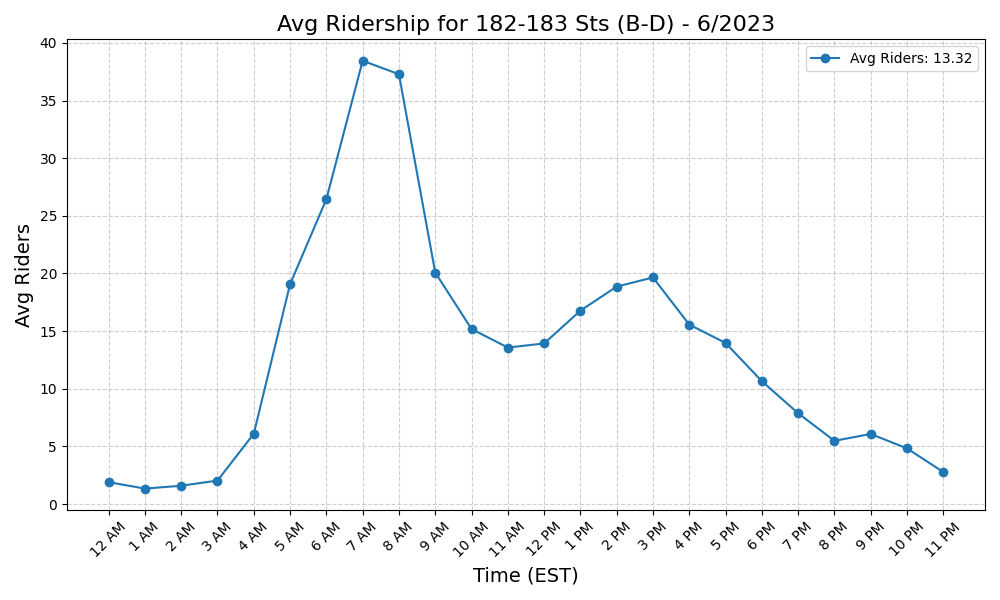 Avg Ridership for 182-183 Sts (B-D) - 6/2023
Avg Riders: 13.32
Avg Riders
40
35
30
25
20
15
10
5
0
12 AM
1 AM
2 AM
3 AM
4 AM
5 AM
6 AM
7 AM
8 AM
9 AM
10 AM
11 AM
12 PM
1 PM
2 PM
3 PM
4 PM
5 PM
6 PM
7 PM
8 PM
9 PM
10 PM
11 PM
Time (EST)